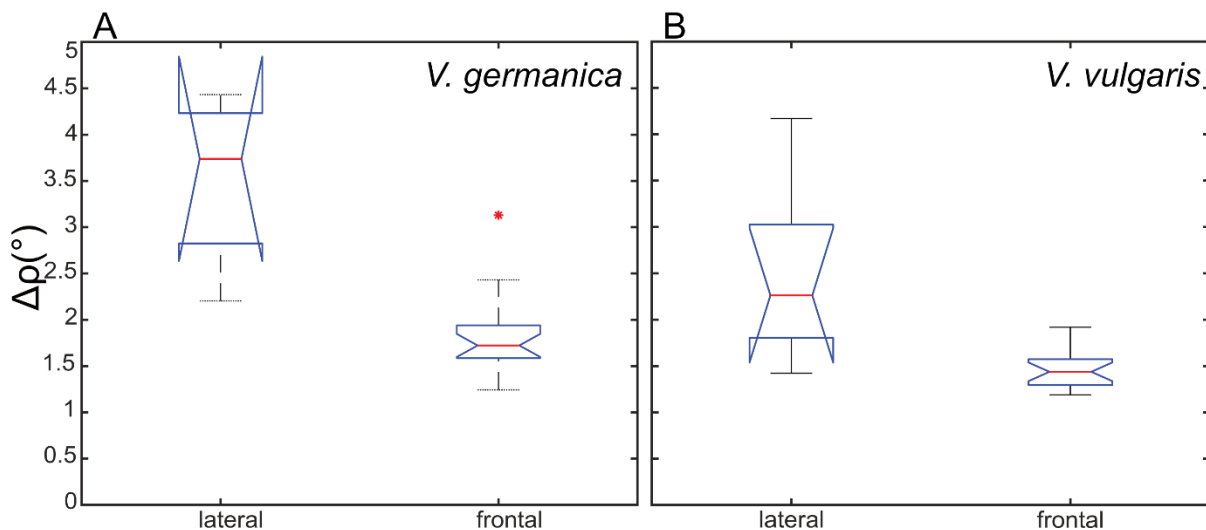 A
B
V. germanica
V. vulgaris
5
4.5
4
3.5
3
2.5
2
1.5
1
0.5
0
Δρ(°)
lateral
frontal
lateral
frontal